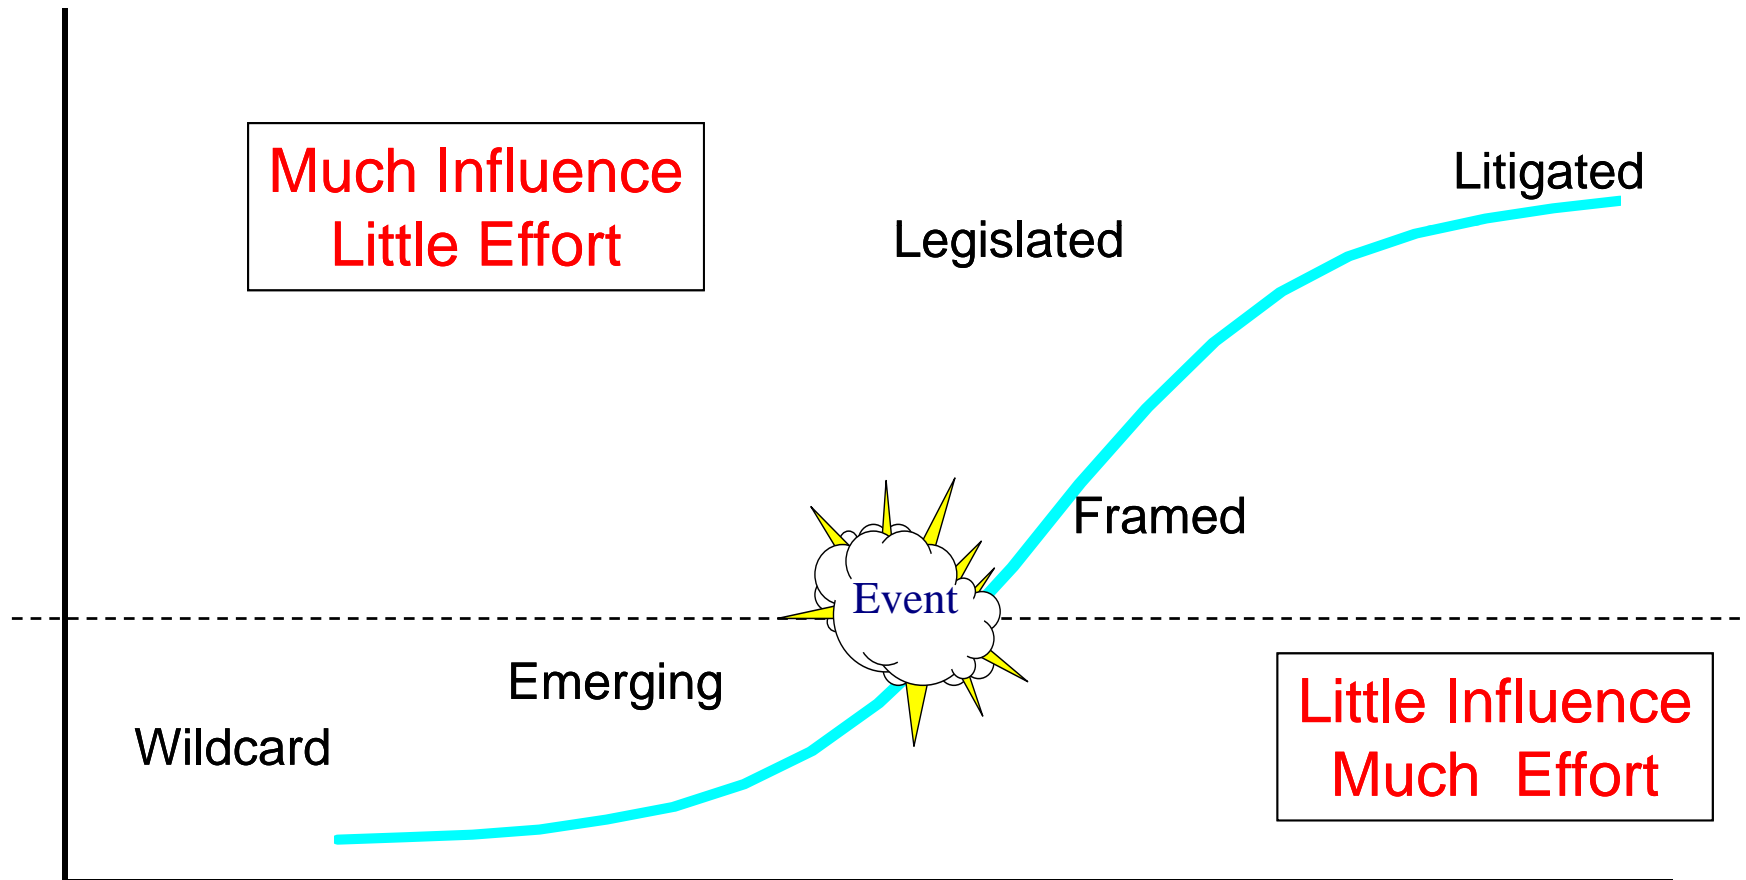 Much Influence
Little Effort
Litigated
Legislated
Framed
Event
Emerging
Wildcard
Little Influence
Much Effort